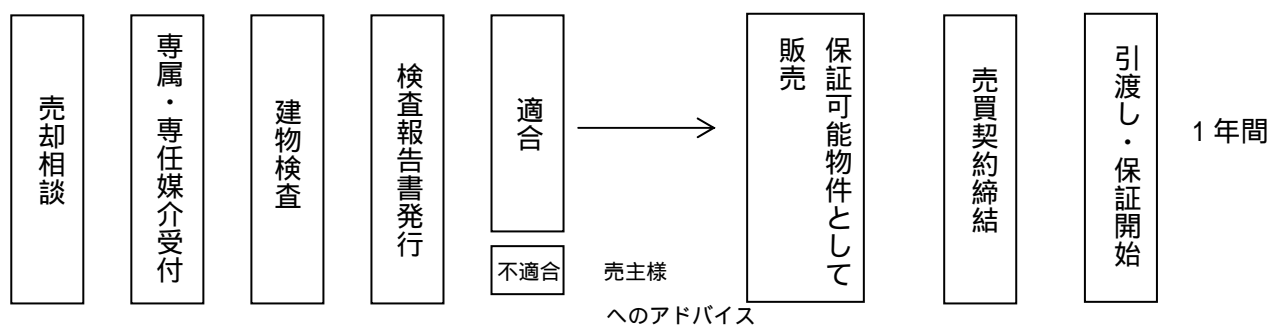 売却相談
専属・専任媒介受付
建物検査
検査報告書発行
適合
不適合
売主様
へのアドバイス
保証可能物件として
販売
売買契約締結
引渡し・保証開始
1年間